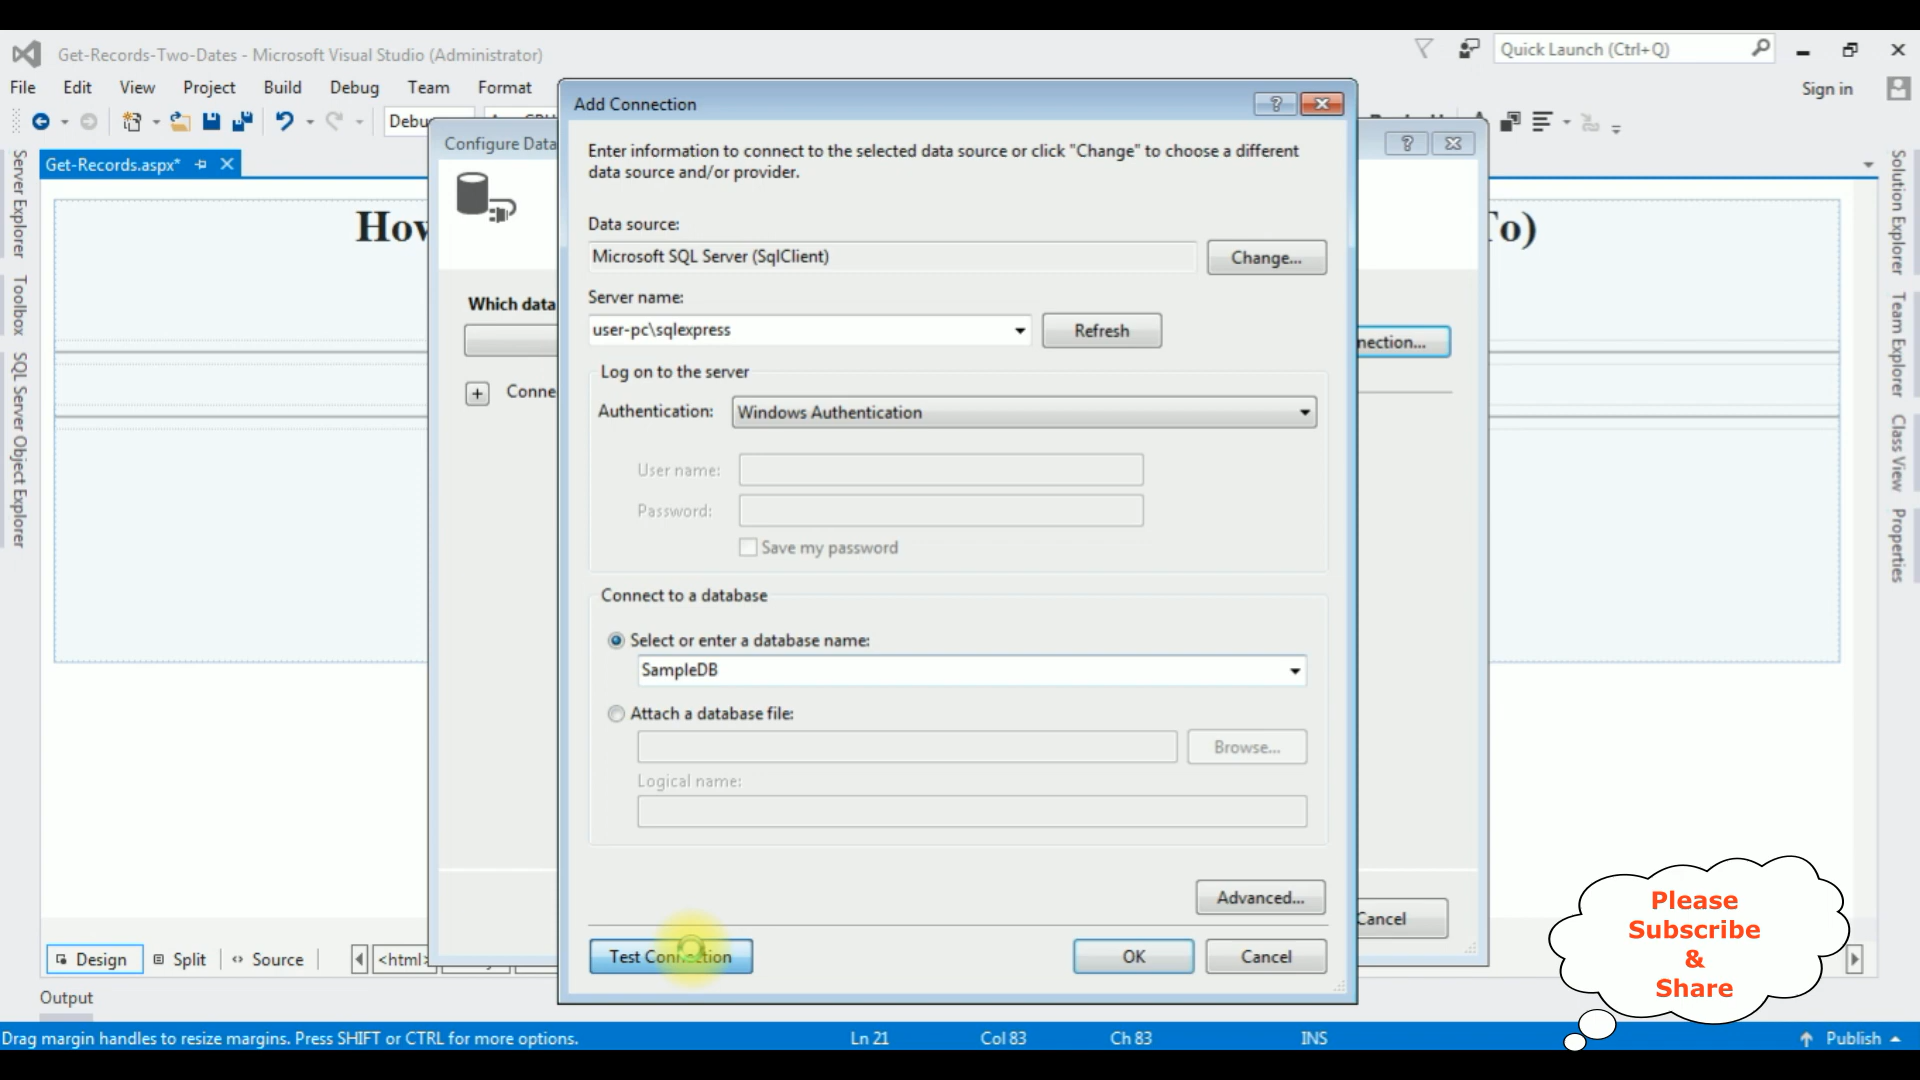 Get-Records-Two-Dates - Microsoft Visual Studio (Administrator)
Quick Launch (Ctrl+Q)
File Edit View Project Build Debug Team Format
Sign in
Add Connection
Configure Data
Get-Records.aspx*
Server Explorer
Toolbox
SQL Server Object Explorer
Solution Explorer
Team Explorer
Class View
Properties
Enter information to connect to the selected data source or click "Change" to choose a different
data source and/or provider.
Data source:
Microsoft SQL Server (SqlClient)
Change...
Server name:
user-pc\sqlexpress
Refresh
Which data
nection...
Log on to the server
Authentication: Windows Authentication
Conne
User name:
Password:
Save my password
Connect to a database
Select or enter a database name:
SampleDB
Attach a database file:
Browse...
Logical name:
Advanced...
Test Connection
OK
Cancel
Cancel
Design
Split
Source
<html>
Output
Drag margin handles to resize margins. Press SHIFT or CTRL for more options.
Ln 21
Col 83
Ch 83
INS
Publish
Please
Subscribe
&
Share